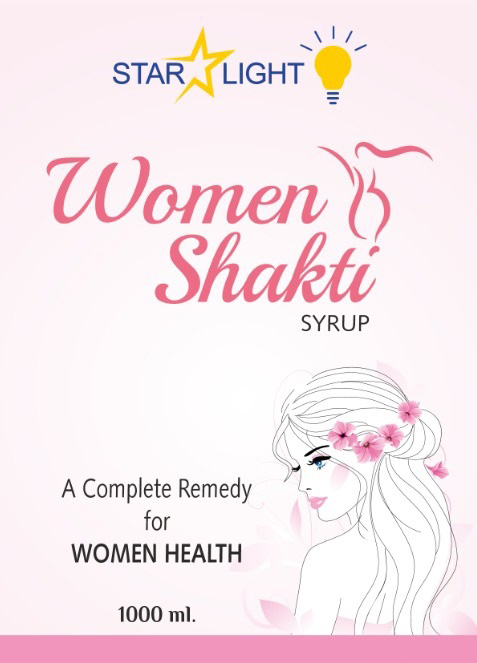 STAR LIGHT
Women
Shakti
SYRUP
A Complete Remedy
for
WOMEN HEALTH
1000 ml.